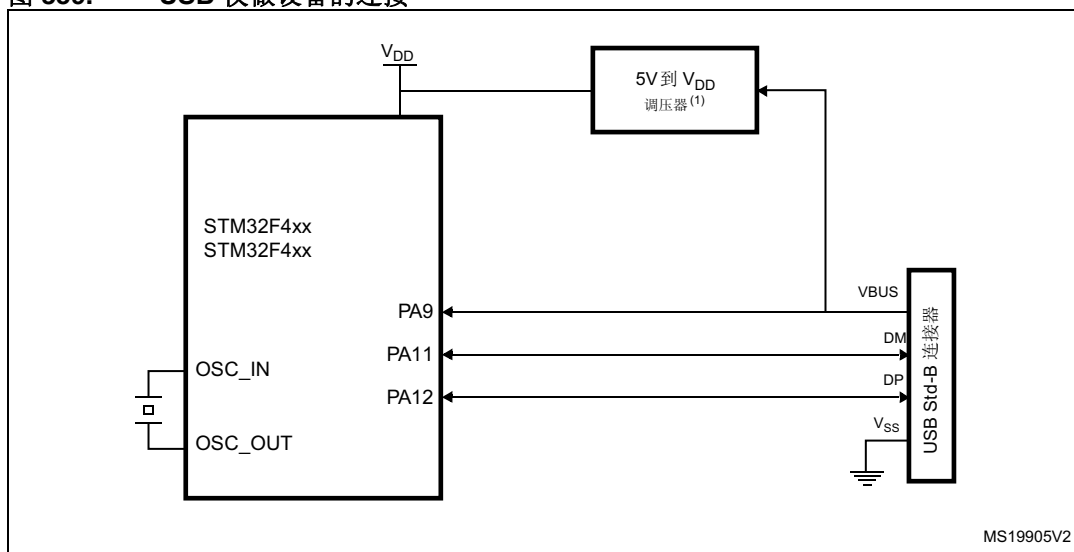 V_DD
5V 到 V_DD
调压器(1)
STM32F4xx
STM32F4xx
VBUS
PA9
DM
PA11
OSC_IN
DP
PA12
V_SS
OSC_OUT
USB Std-B 连接器
MS19905V2